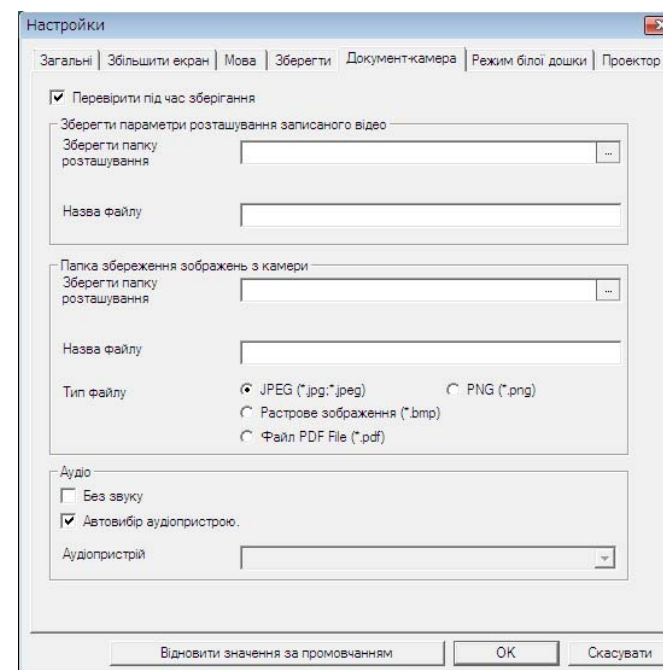 Настройки
Загальні Збільшити екран Мова Зберегти Документ-камера Режим білої дошки Проектор
Перевірити під час зберігання
Зберегти параметри розташування записаного відео
Зберегти папку
розташування
...
Назва файлу
Папка збереження зображень з камери
Зберегти папку
розташування
...
Назва файлу
Тип файлу
JPEG (*.jpg;*.jpeg) PNG (*.png)
Растрове зображення (*.bmp)
Файл PDF File (*.pdf)
Аудіо
Без звуку
Автовибір аудіопристрою.
Аудіопристрій
Відновити значення за промовчанням OK Скасувати